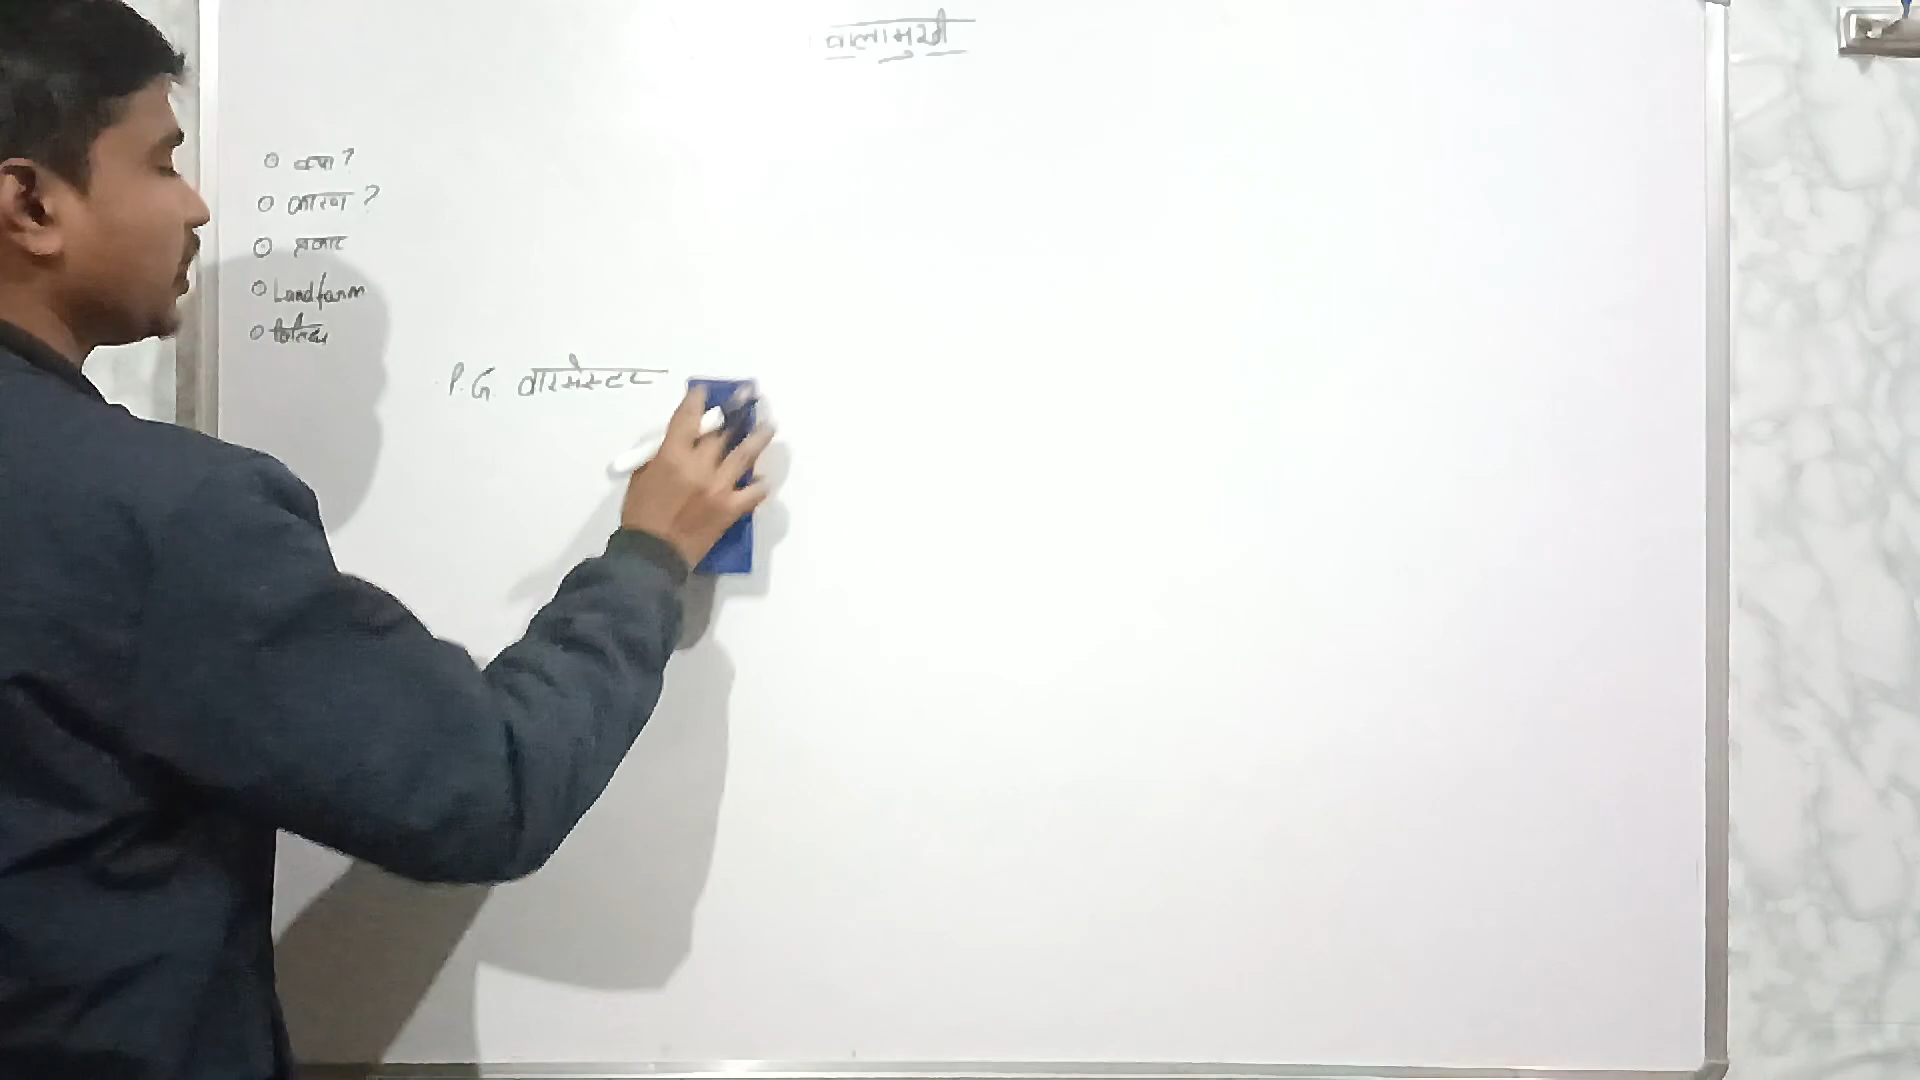 ज्वालामुखी
क्या?
कारण?
प्रकार
Landform
P.G. वारसेस्टर